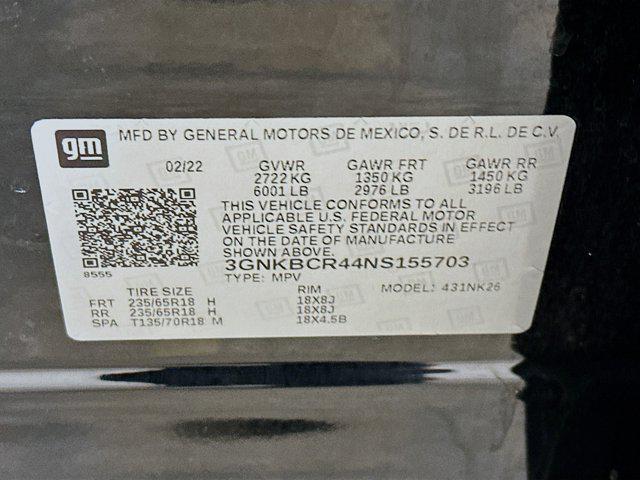 gm MFD BY GENERAL MOTORS DE MEXICO, S. DE R.L. DE C.V.
02/22 GVWR GAWR FRT GAWR RR
2722 KG 1350 KG 1450 KG
6001 LB 2976 LB 3196 LB
THIS VEHICLE CONFORMS TO ALL
APPLICABLE U.S. FEDERAL MOTOR
VEHICLE SAFETY STANDARDS IN EFFECT
ON THE DATE OF MANUFACTURE
SHOWN ABOVE.
8555 3GNKBCR44NS155703
TYPE: MPV MODEL: 431NK26
TIRE SIZE RIM
FRT 235/65R18 H 18X8J
RR 235/65R18 H 18X8J
SPA T135/70R18 M 18X4.5B